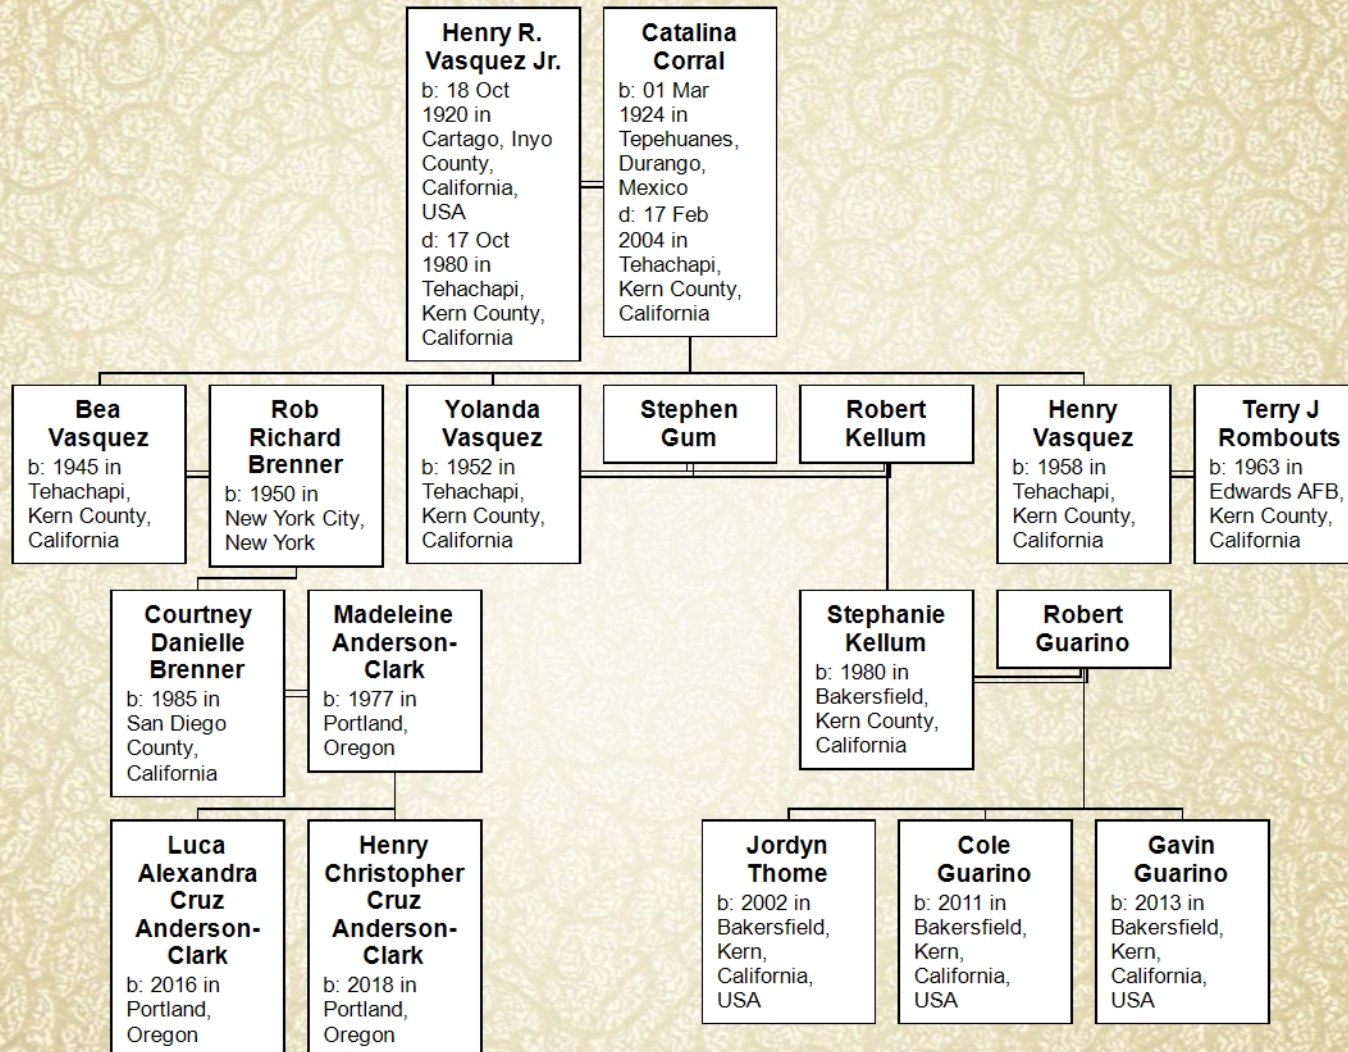 Henry R.
Vasquez Jr.
b: 18 Oct
1920 in
Cartago, Inyo
County,
California,
USA
d: 17 Oct
1980 in
Tehachapi,
Kern County,
California
Catalina
Corral
b: 01 Mar
1924 in
Tepehuanes,
Durango,
Mexico
d: 17 Feb
2004 in
Tehachapi,
Kern County,
California
Bea
Vasquez
b: 1945 in
Tehachapi,
Kern County,
California
Rob
Richard
Brenner
b: 1950 in
New York City,
New York
Yolanda
Vasquez
b: 1952 in
Tehachapi,
Kern County,
California
Stephen
Gum
Robert
Kellum
Henry
Vasquez
b: 1958 in
Tehachapi,
Kern County,
California
Terry J
Rombouts
b: 1963 in
Edwards AFB,
Kern County,
California
Courtney
Danielle
Brenner
b: 1985 in
San Diego
County,
California
Madeleine
Anderson-
Clark
b: 1977 in
Portland,
Oregon
Stephanie
Kellum
b: 1980 in
Bakersfield,
Kern County,
California
Robert
Guarino
Luca
Alexandra
Cruz
Anderson-
Clark
b: 2016 in
Portland,
Oregon
Henry
Christopher
Cruz
Anderson-
Clark
b: 2018 in
Portland,
Oregon
Jordyn
Thome
b: 2002 in
Bakersfield,
Kern,
California,
USA
Cole
Guarino
b: 2011 in
Bakersfield,
Kern,
California,
USA
Gavin
Guarino
b: 2013 in
Bakersfield,
Kern,
California,
USA